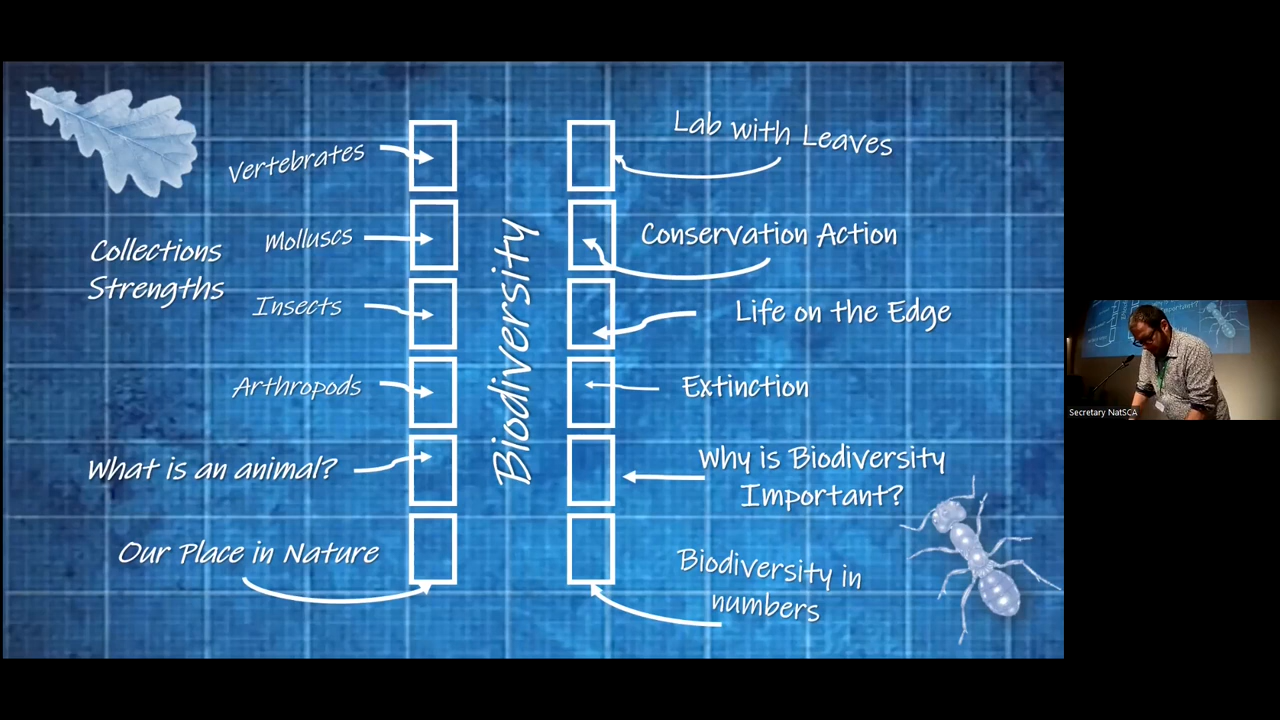 Vertebrates
Molluscs
Collections
Strengths
Insects
Arthropods
What is an animal?
Our Place in Nature
Biodiversity
Lab with Leaves
Conservation Action
Life on the Edge
Extinction
Why is Biodiversity
Important?
Biodiversity in
numbers
Secretary NatSCA